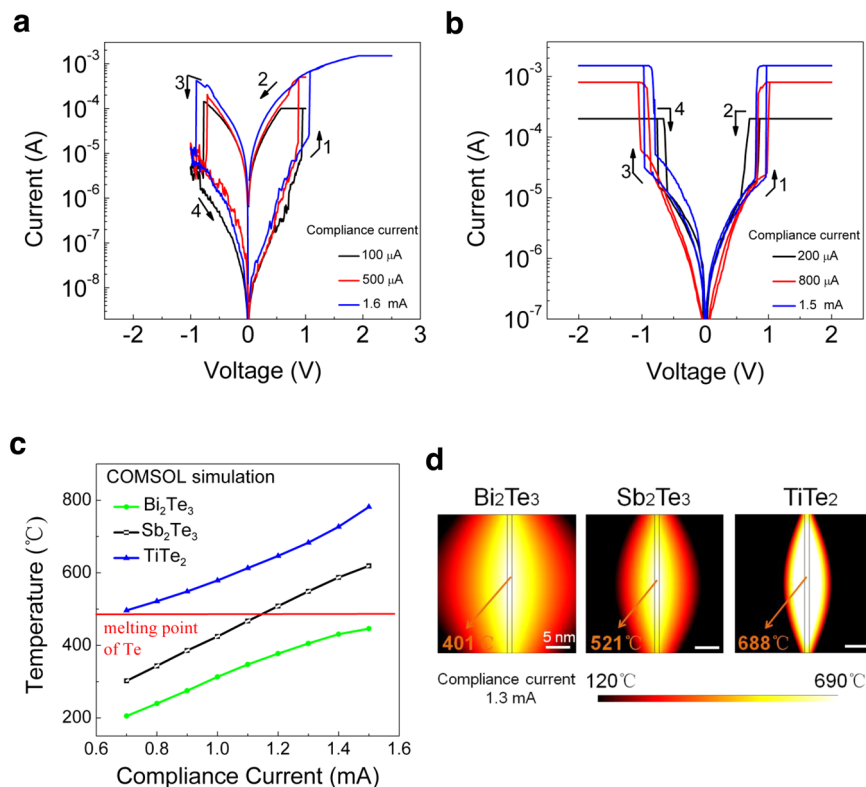 a
10⁻³
10⁻⁴
10⁻⁵
10⁻⁶
10⁻⁷
10⁻⁸
Current (A)
3
2
1
4
Compliance current
100 μA
500 μA
1.6 mA
-2 -1 0 1 2 3
Voltage (V)
b
10⁻³
10⁻⁴
10⁻⁵
10⁻⁶
10⁻⁷
Current (A)
4
2
3
1
Compliance current
200 μA
800 μA
1.5 mA
-2 -1 0 1 2
Voltage (V)
c
COMSOL simulation
Bi₂Te₃
Sb₂Te₃
TiTe₂
800
600
400
200
Temperature (℃)
melting point
of Te
0.6 0.8 1.0 1.2 1.4 1.6
Compliance Current (mA)
d
Bi₂Te₃ Sb₂Te₃ TiTe₂
401℃ 5 nm 521℃ 688℃
Compliance current
1.3 mA
120℃ 690℃